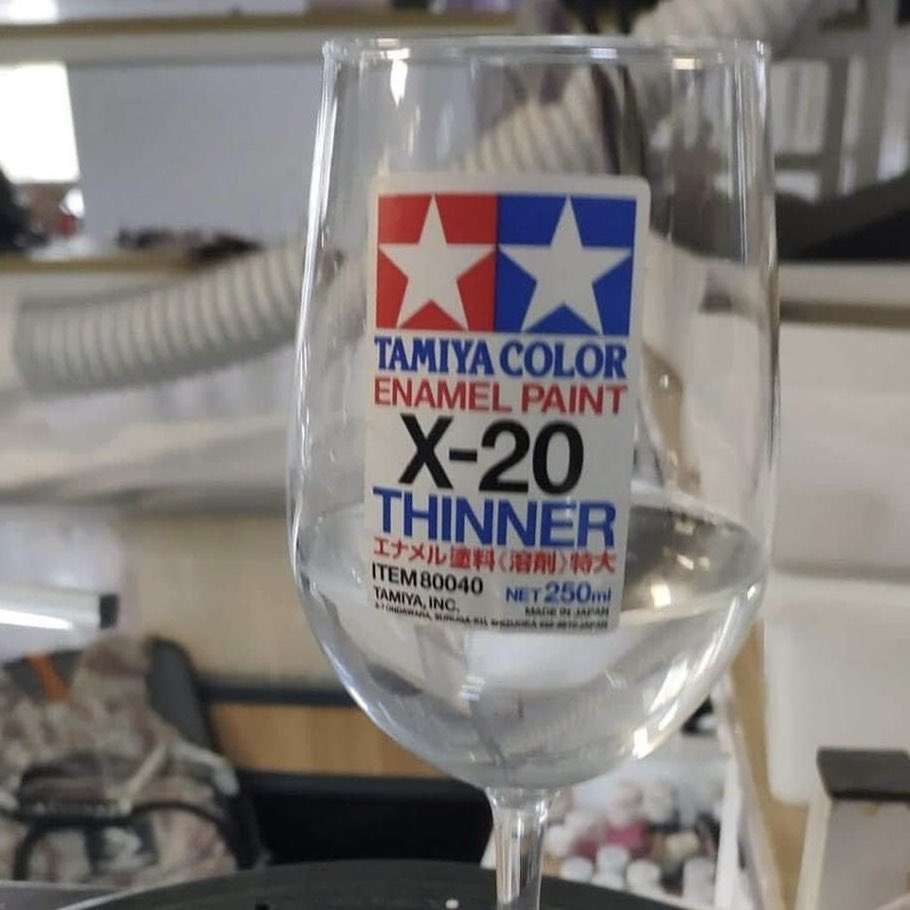 TAMIYA COLOR
ENAMEL PAINT
X-20
THINNER
エナメル塗料〈溶剤〉特大
ITEM 80040
NET 250ml
TAMIYA, INC.
MADE IN JAPAN